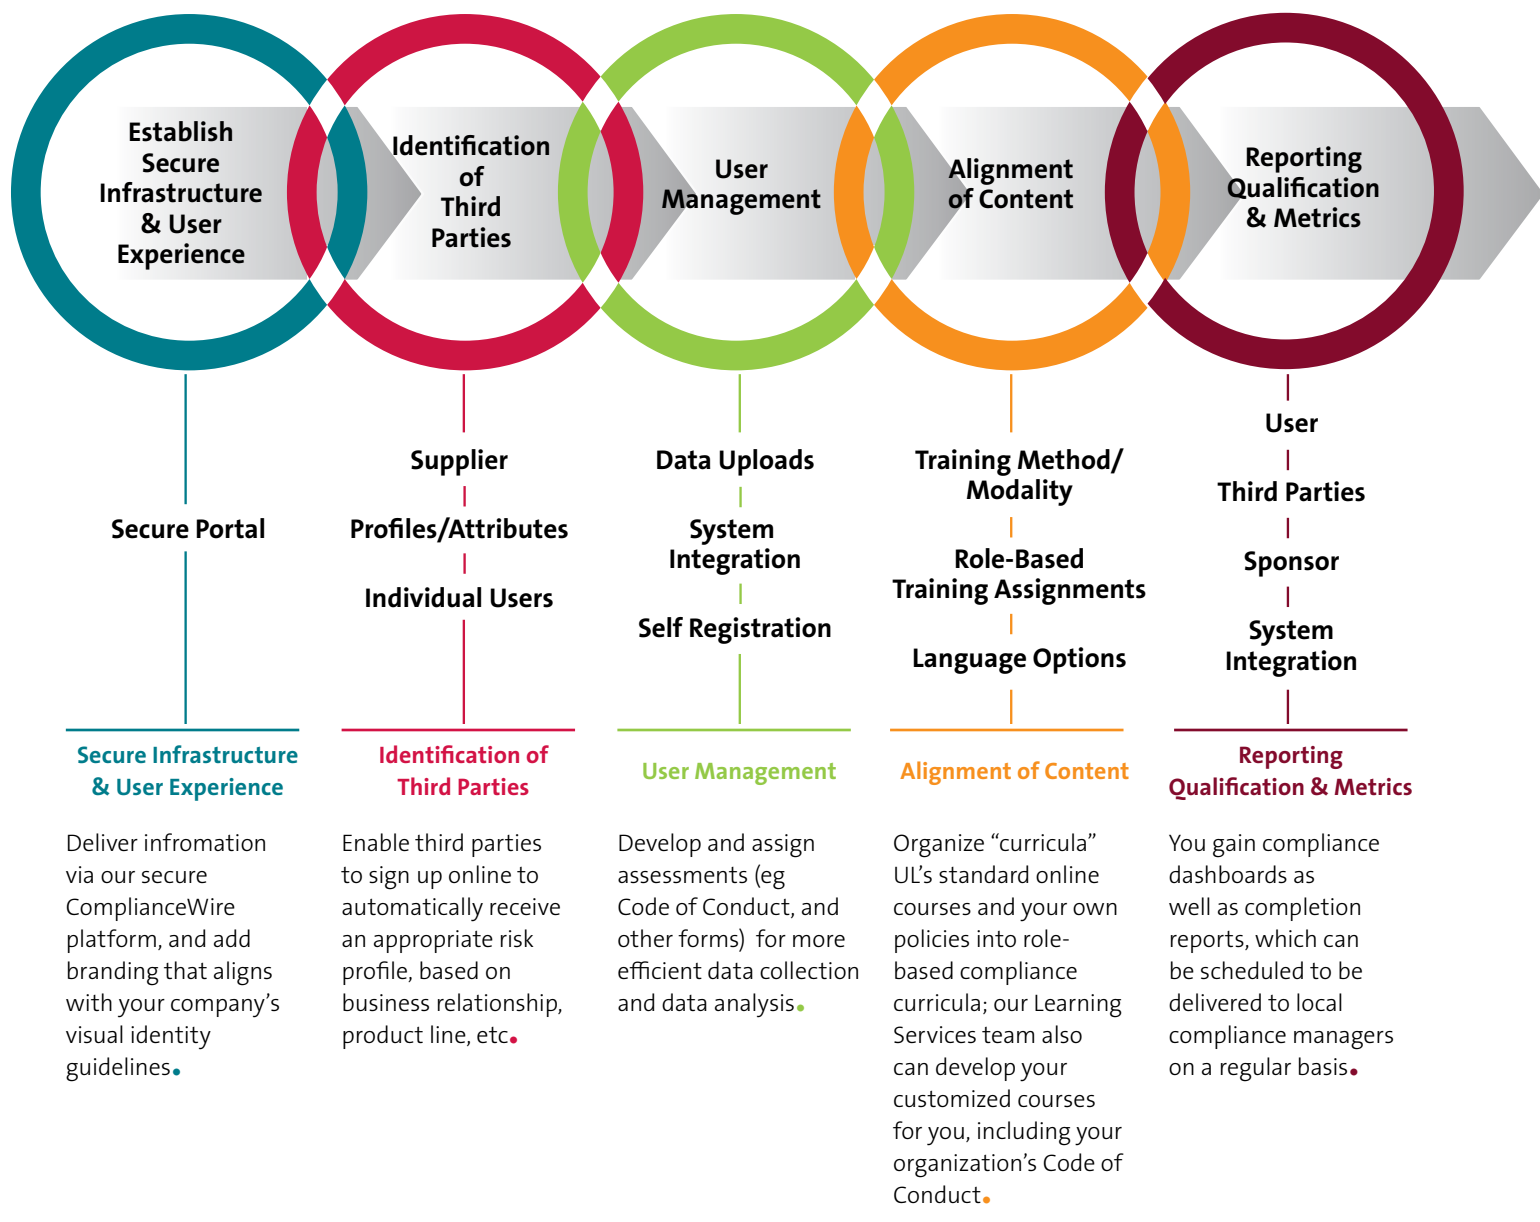 Establish
Secure
Infrastructure
& User
Experience
Identification
of
Third
Parties
User
Management
Alignment
of Content
Reporting
Qualification
& Metrics
Secure Portal
Supplier
Profiles/Attributes
Individual Users
Data Uploads
System
Integration
Self Registration
Training Method/
Modality
Role-Based
Training Assignments
Language Options
User
Third Parties
Sponsor
System
Integration
Secure Infrastructure
& User Experience
Deliver infromation
via our secure
ComplianceWire
platform, and add
branding that aligns
with your company’s
visual identity
guidelines.
Identification of
Third Parties
Enable third parties
to sign up online to
automatically receive
an appropriate risk
profile, based on
business relationship,
product line, etc.
User Management
Develop and assign
assessments (eg
Code of Conduct, and
other forms)  for more
efficient data collection
and data analysis.
Alignment of Content
Organize “curricula”
UL’s standard online
courses and your own
policies into role-
based compliance
curricula; our Learning
Services team also
can develop your
customized courses
for you, including your
organization’s Code of
Conduct.
Reporting
Qualification & Metrics
You gain compliance
dashboards as
well as completion
reports, which can
be scheduled to be
delivered to local
compliance managers
on a regular basis.